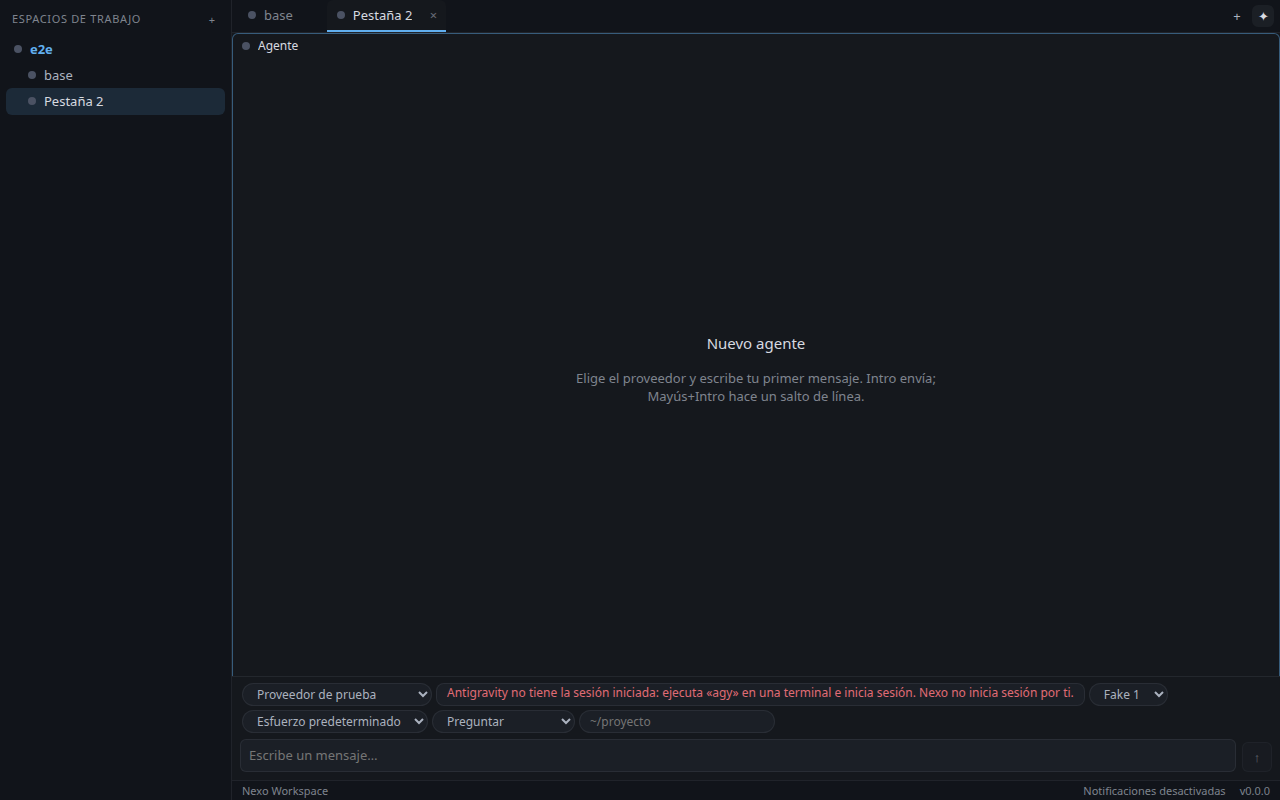 ESPACIOS DE TRABAJO +
e2e
base
Pestaña 2
base
Pestaña 2 ×
+ ✦
Agente
Nuevo agente
Elige el proveedor y escribe tu primer mensaje. Intro envía;
Mayús+Intro hace un salto de línea.
Proveedor de prueba
Antigravity no tiene la sesión iniciada: ejecuta «agy» en una terminal e inicia sesión. Nexo no inicia sesión por ti.
Fake 1
Esfuerzo predeterminado
Preguntar
~/proyecto
Escribe un mensaje...
↑
Nexo Workspace
Notificaciones desactivadas
v0.0.0